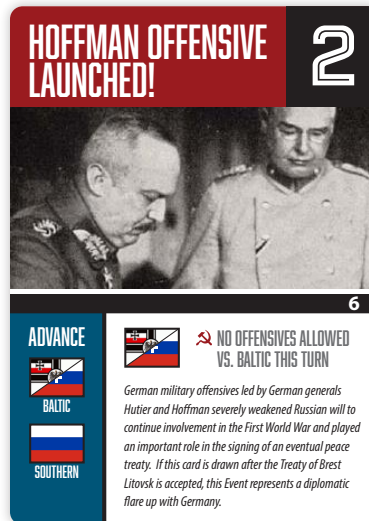 HOFFMAN OFFENSIVE
LAUNCHED!
2
6
ADVANCE
BALTIC
SOUTHERN
NO OFFENSIVES ALLOWED
VS. BALTIC THIS TURN
German military offensives led by German generals
Hutier and Hoffman severely weakened Russian will to
continue involvement in the First World War and played
an important role in the signing of an eventual peace
treaty. If this card is drawn after the Treaty of Brest
Litovsk is accepted, this Event represents a diplomatic
flare up with Germany.